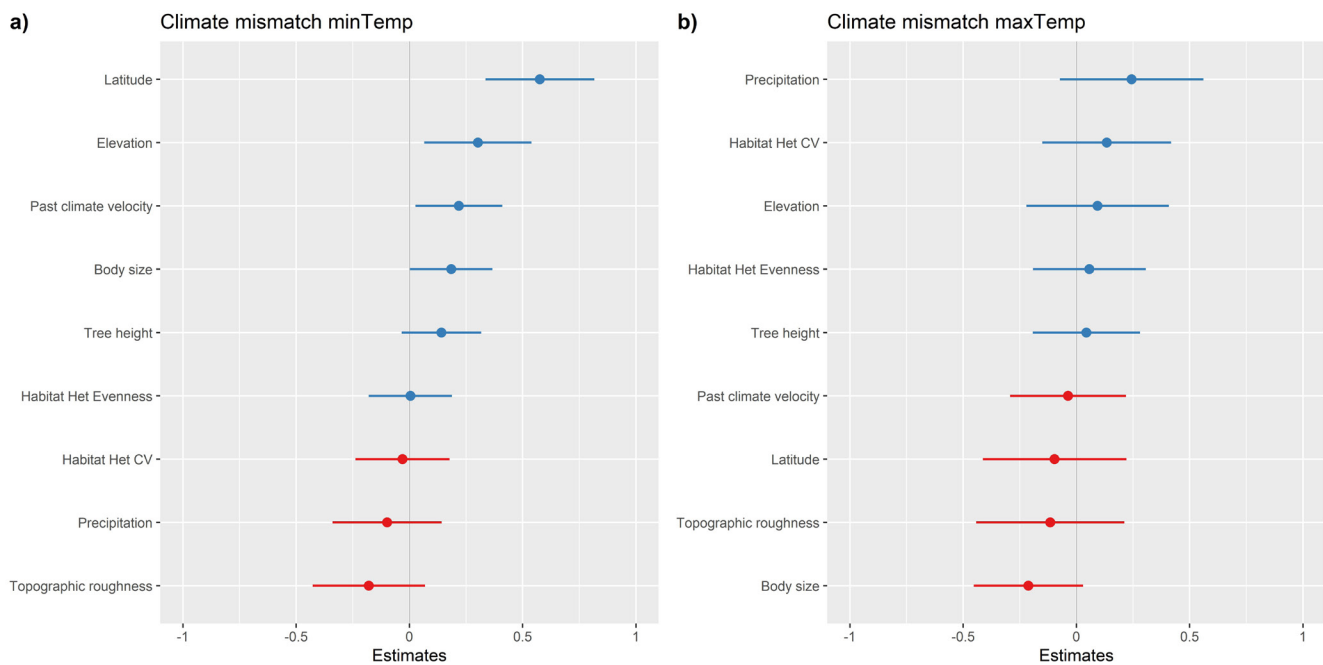 a)
Climate mismatch minTemp
Latitude
Elevation
Past climate velocity
Body size
Tree height
Habitat Het Evenness
Habitat Het CV
Precipitation
Topographic roughness
-1 -0.5 0 0.5 1
Estimates
b)
Climate mismatch maxTemp
Precipitation
Habitat Het CV
Elevation
Habitat Het Evenness
Tree height
Past climate velocity
Latitude
Topographic roughness
Body size
-1 -0.5 0 0.5 1
Estimates